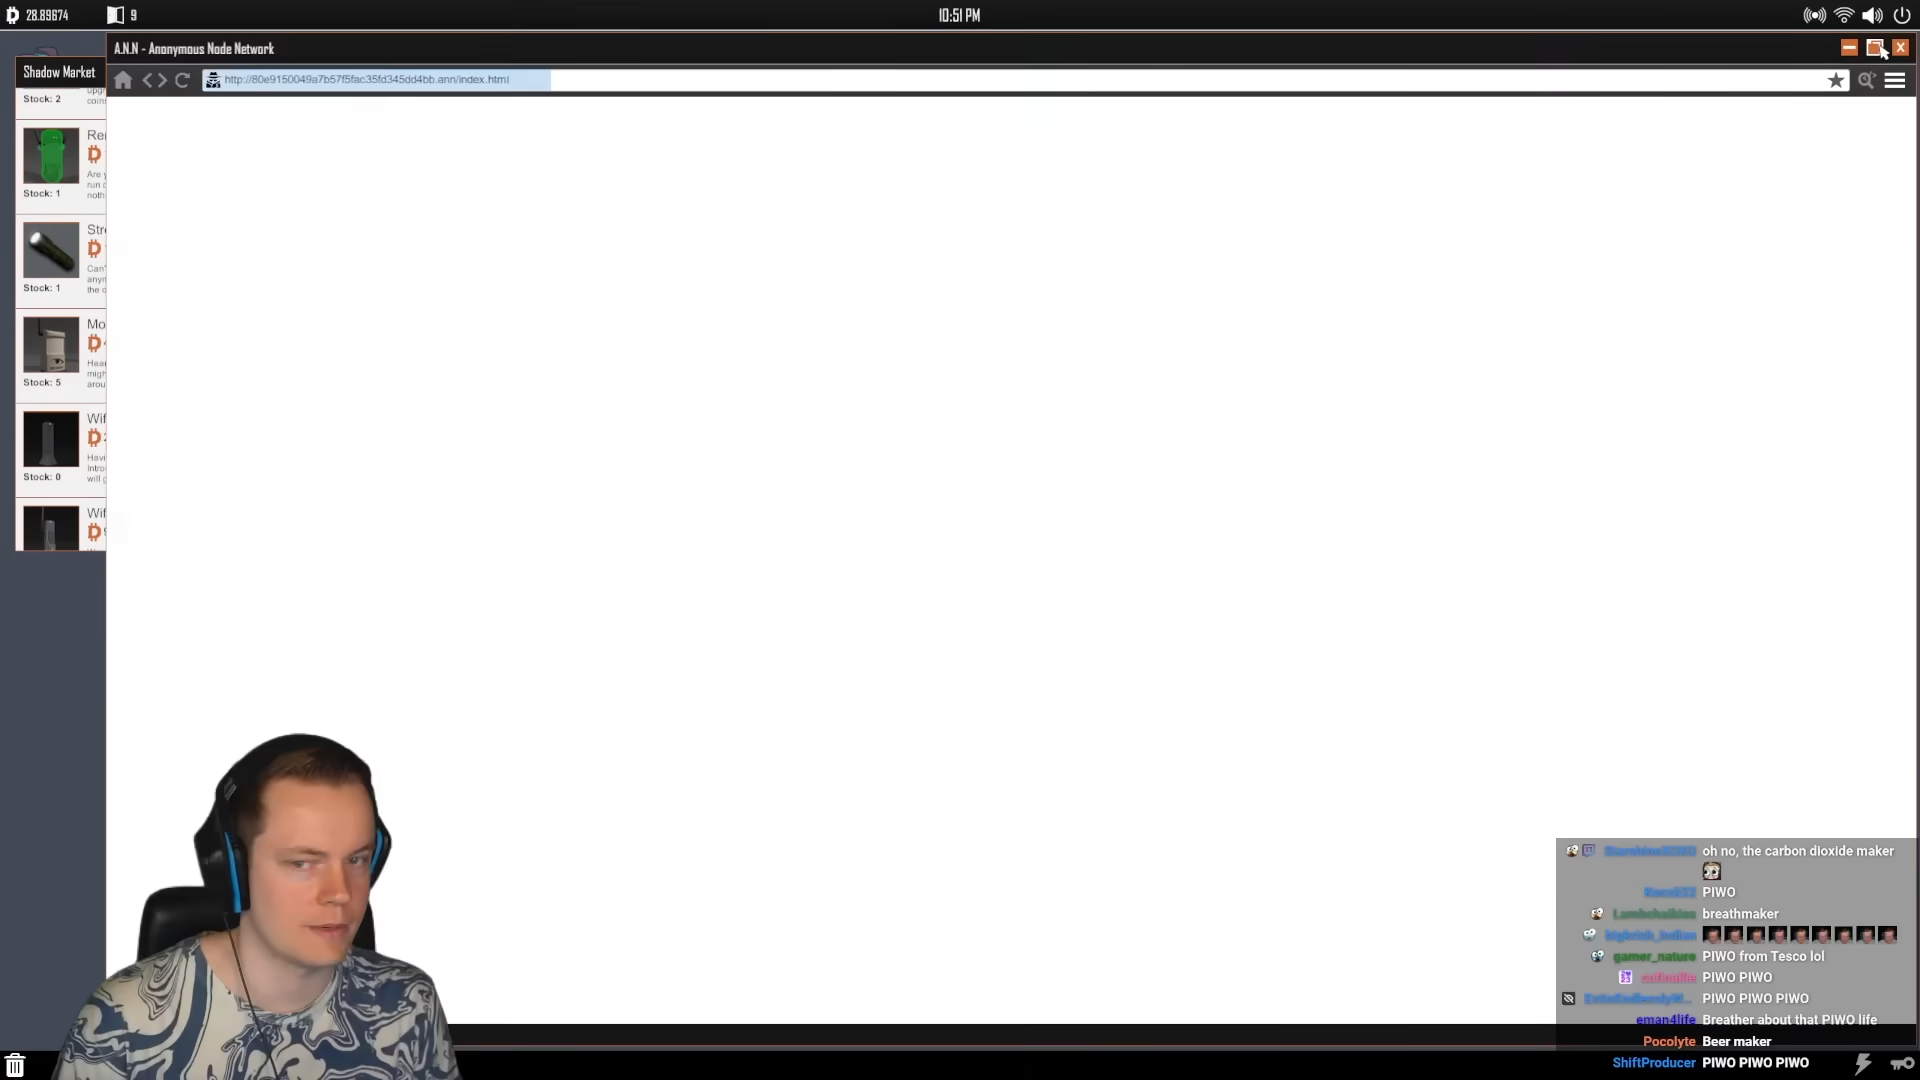 28.89674
9
10:51 PM
A.N.N - Anonymous Node Network
http://80e9150049a7b57f5fac35fd345dd4bb.ann/index.html
Shadow Market
Stock: 2
Stock: 1
Can'
Stock: 1
Stock: 5
Stock: 0
oh no, the carbon dioxide maker
PIWO
breathmaker
gamer_nature PIWO from Tesco lol
PIWO PIWO
PIWO PIWO PIWO
eman4life Breather about that PIWO life
Pocolyte Beer maker
ShiftProducer PIWO PIWO PIWO